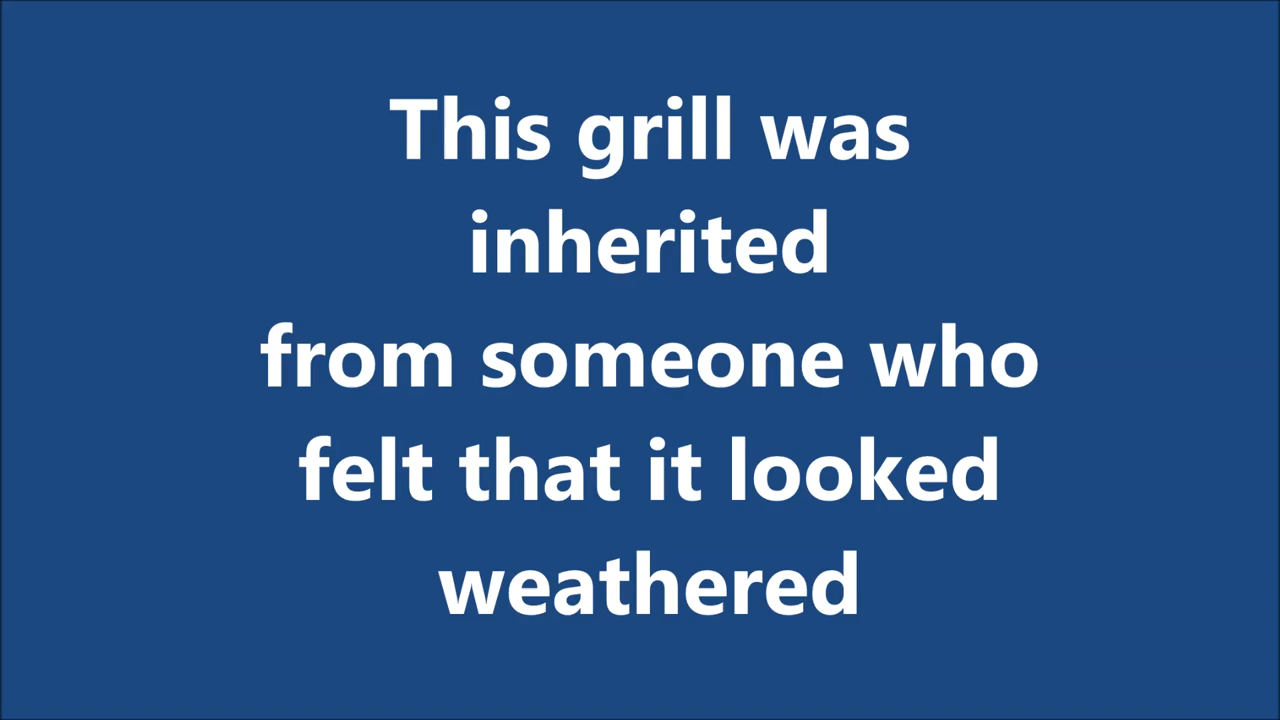 This grill was
inherited
from someone who
felt that it looked
weathered